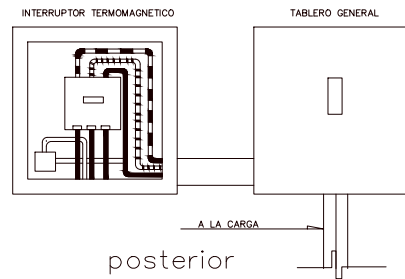 INTERRUPTOR TERMOMAGNETICO
TABLERO GENERAL
A LA CARGA
posterior